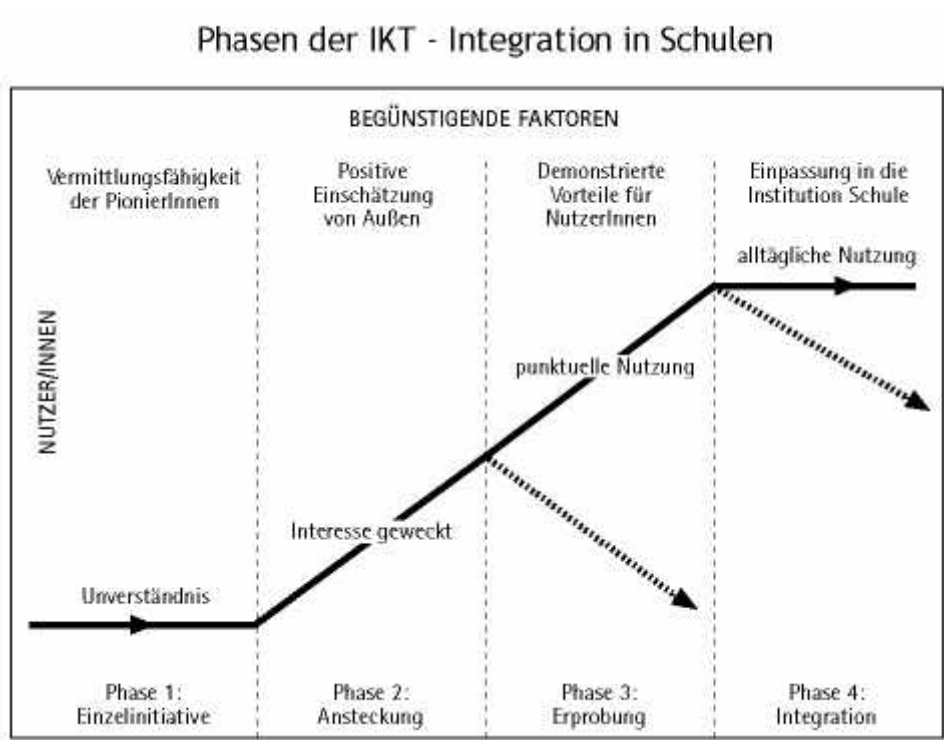 Phasen der IKT - Integration in Schulen
BEGÜNSTIGENDE FAKTOREN
Vermittlungsfähigkeit
der PionierInnen
Positive
Einschätzung
von Außen
Demonstrierte
Vorteile für
NutzerInnen
Einpassung in die
Institution Schule
alltägliche Nutzung
NUTZER/INNEN
punktuelle Nutzung
Interesse geweckt
Unverständnis
Phase 1:
Einzelinitiative
Phase 2:
Ansteckung
Phase 3:
Erprobung
Phase 4:
Integration